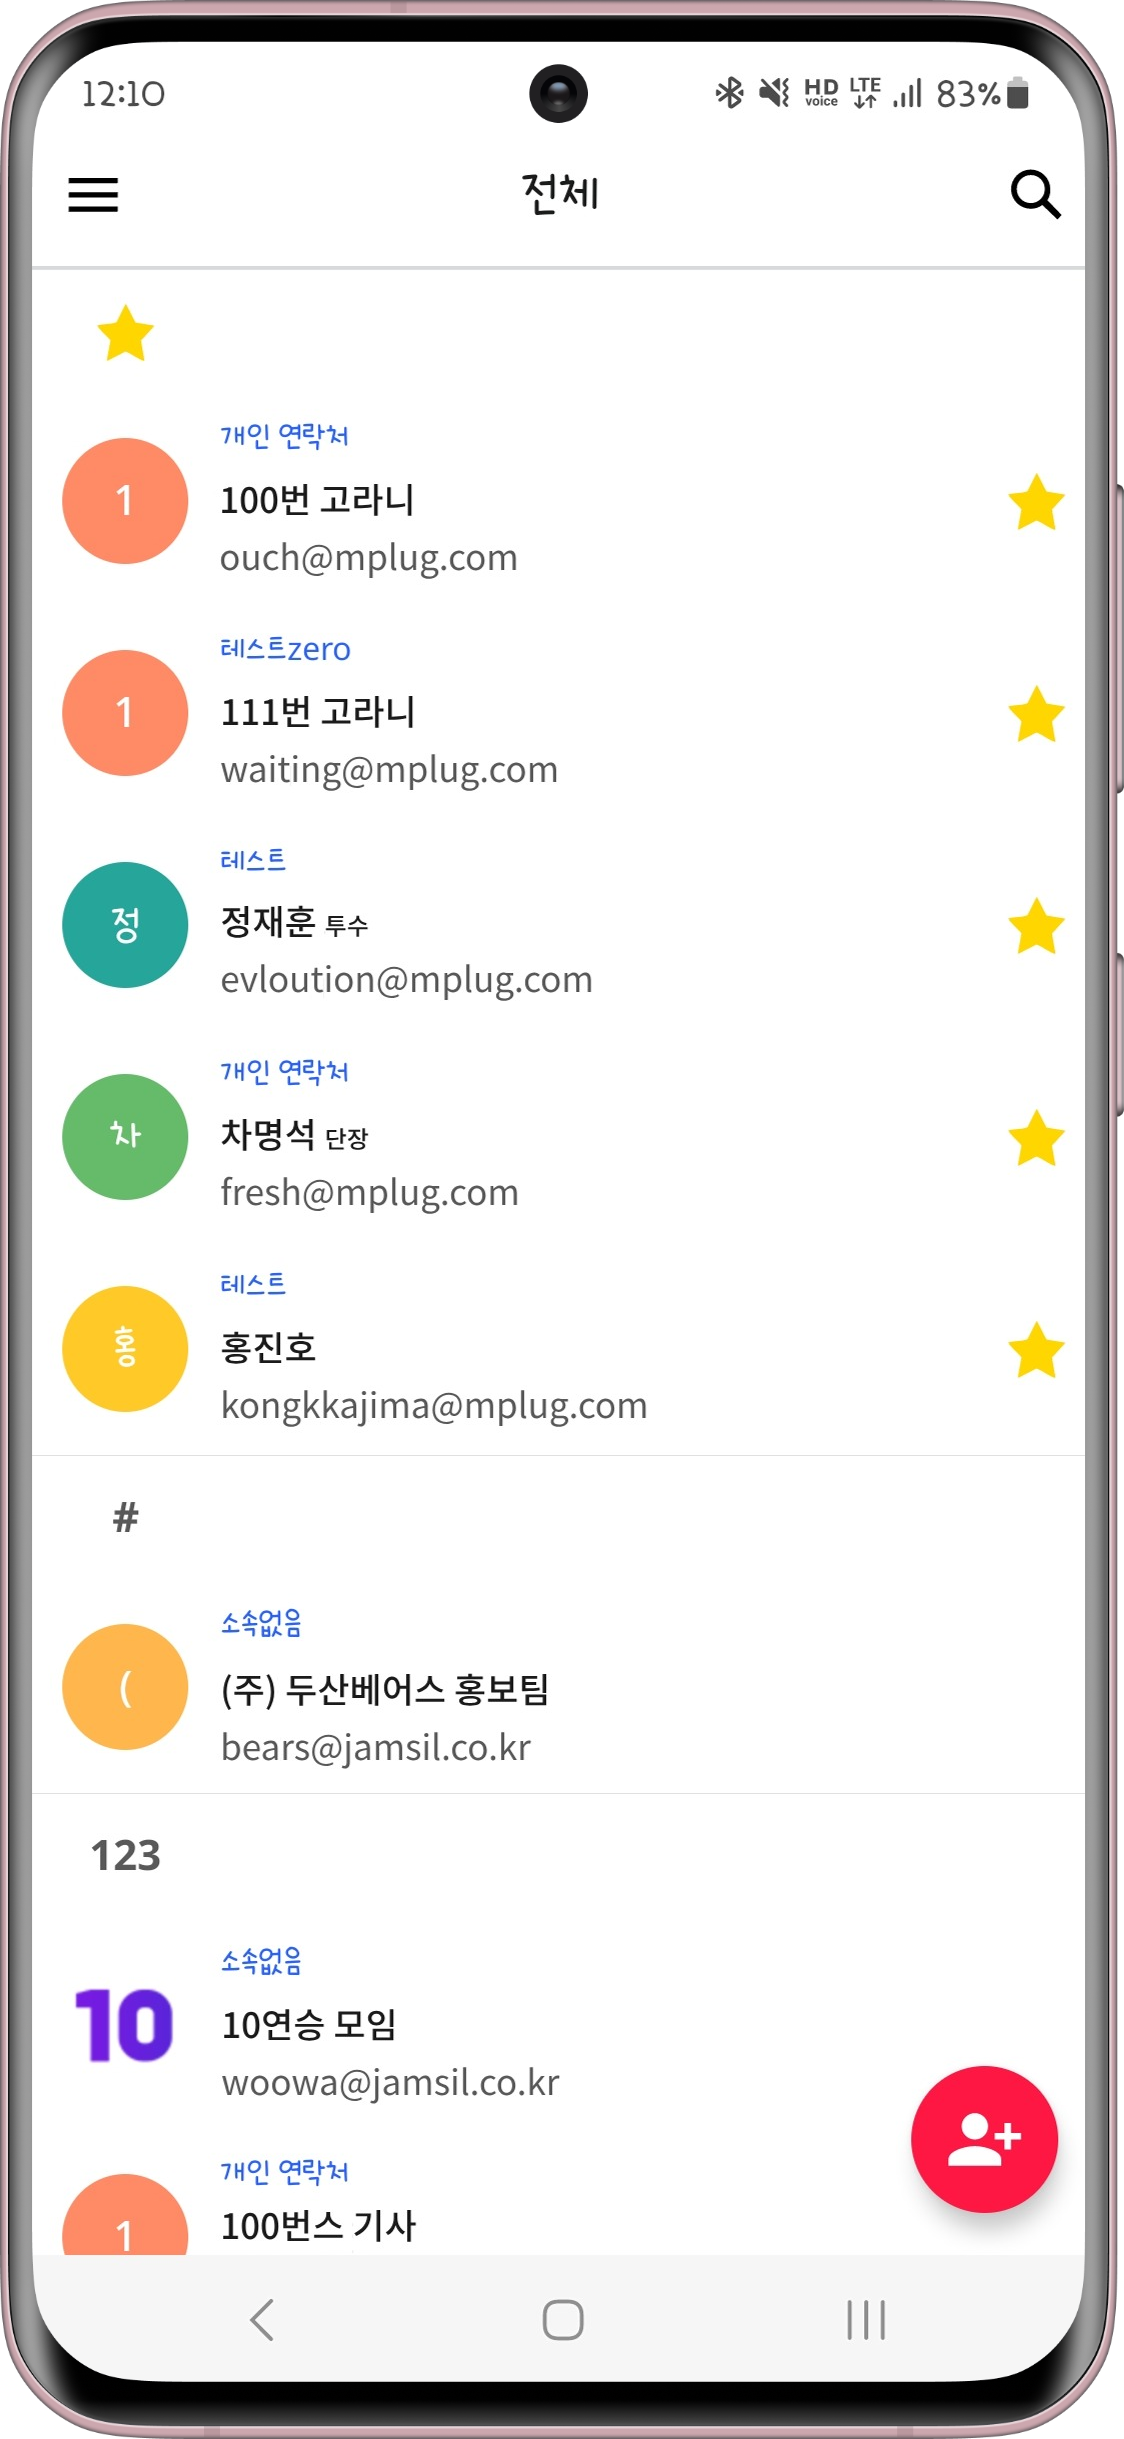 12:10
HD voice LTE 83%
전체
개인 연락처
1
100번 고라니
ouch@mplug.com
테스트zero
1
111번 고라니
waiting@mplug.com
테스트
정
정재훈 투수
evloution@mplug.com
개인 연락처
차
차명석 단장
fresh@mplug.com
테스트
홍
홍진호
kongkkajima@mplug.com
#
소속없음
(
(주) 두산베어스 홍보팀
bears@jamsil.co.kr
123
소속없음
10
10연승 모임
woowa@jamsil.co.kr
개인 연락처
1
100번스 기사